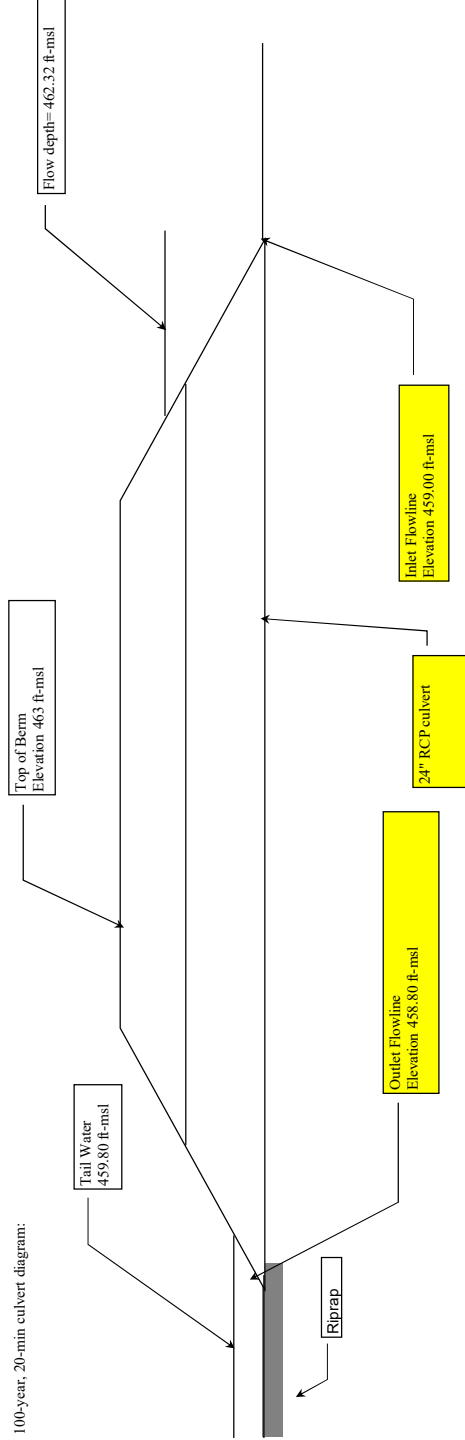 100-year, 20-min culvert diagram:
Tail Water
459.80 ft-msl
Top of Berm
Elevation 463 ft-msl
Flow depth= 462.32 ft-msl
Riprap
Outlet Flowline
Elevation 458.80 ft-msl
24" RCP culvert
Inlet Flowline
Elevation 459.00 ft-msl